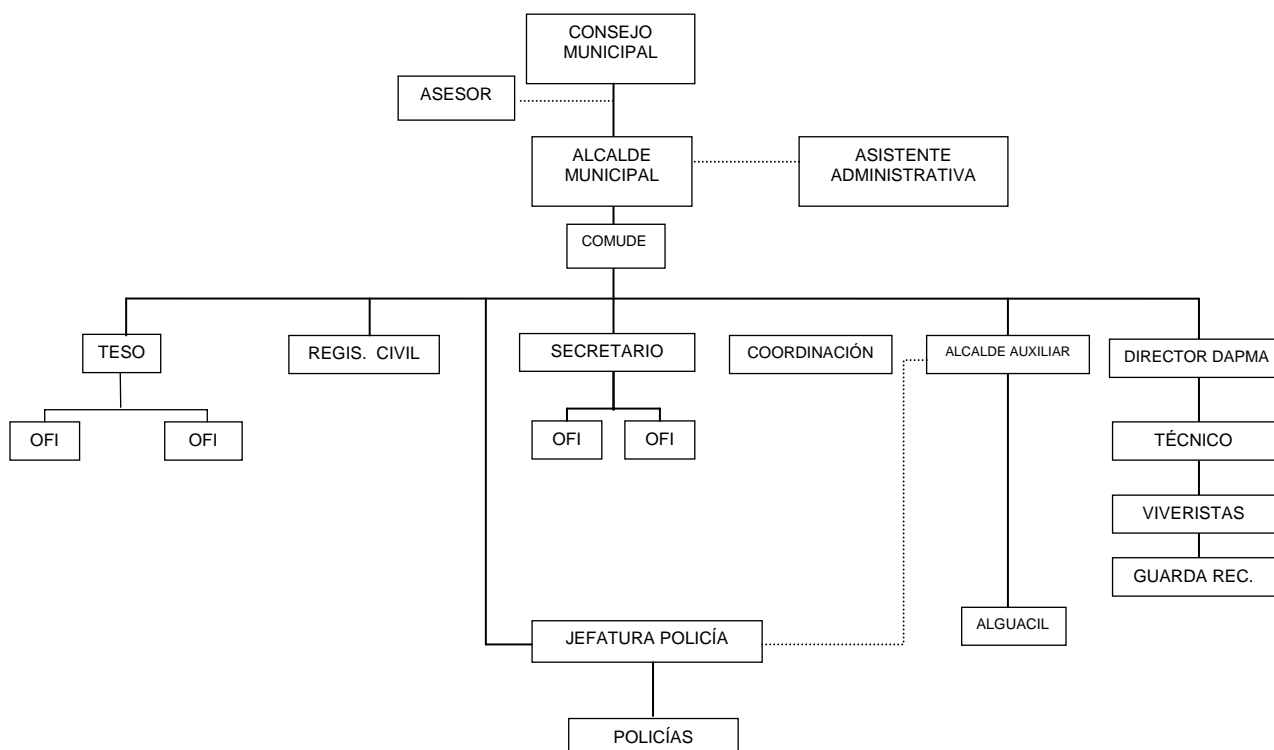 CONSEJO
MUNICIPAL
ASESOR
ALCALDE
MUNICIPAL
ASISTENTE
ADMINISTRATIVA
COMUDE
TESO
REGIS. CIVIL
SECRETARIO
COORDINACIÓN
ALCALDE AUXILIAR
DIRECTOR DAPMA
OFI
OFI
OFI
OFI
TÉCNICO
VIVERISTAS
GUARDA REC.
ALGUACIL
JEFATURA POLICÍA
POLICÍAS